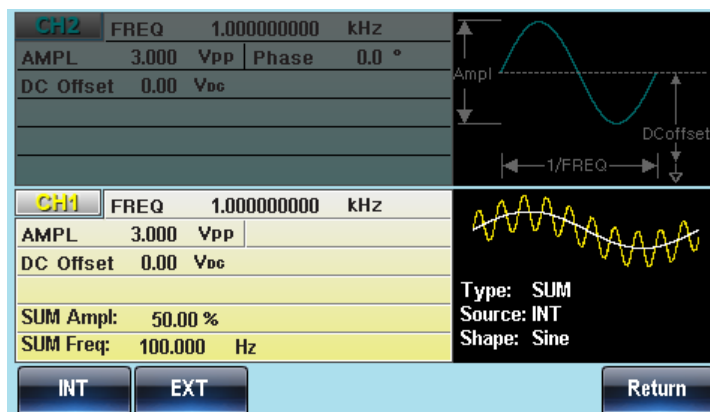 CH2 FREQ 1.000000000 kHz
AMPL 3.000 Vpp Phase 0.0 °
DC Offset 0.00 VDC
Ampl
DCoffset
1/FREQ
CH1 FREQ 1.000000000 kHz
AMPL 3.000 Vpp
DC Offset 0.00 VDC
SUM Ampl: 50.00 %
SUM Freq: 100.000 Hz
Type: SUM
Source: INT
Shape: Sine
INT EXT Return